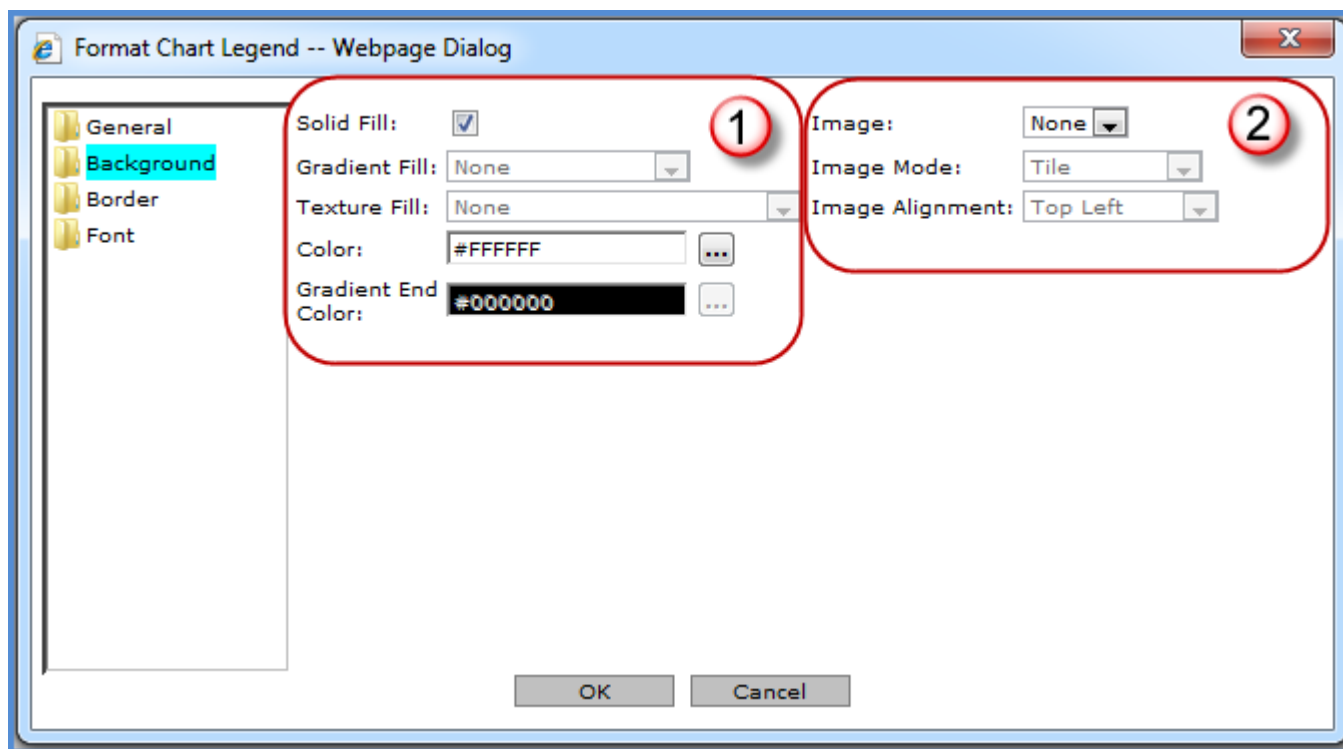 Format Chart Legend -- Webpage Dialog
x
General
Background
Border
Font
Solid Fill:
Gradient Fill: None
Texture Fill: None
Color: #FFFFFF ...
Gradient End
Color: #000000 ...
1
Image: None
Image Mode: Tile
Image Alignment: Top Left
2
OK
Cancel